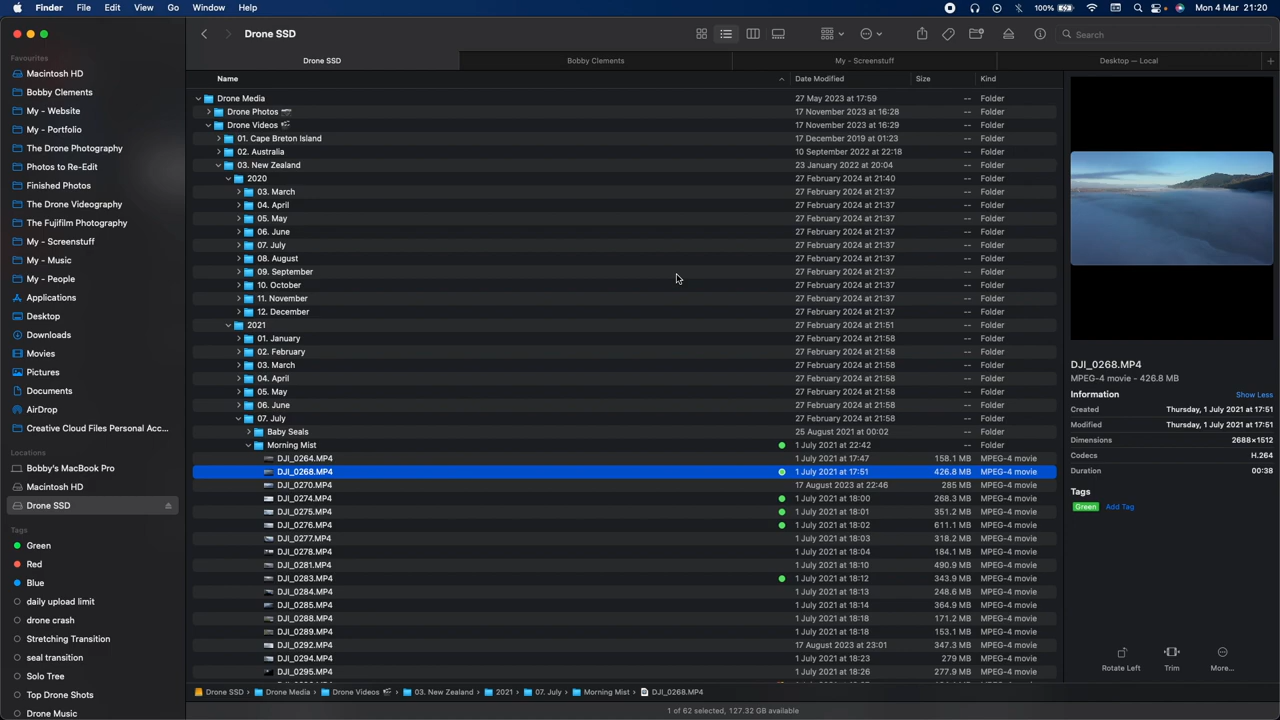 Finder File Edit View Go Window Help 100% Mon 4 Mar 21:20
Drone SSD Search
Drone SSD Bobby Clements My - Screenstuff Desktop — Local
Favourites
Macintosh HD
Bobby Clements
My - Website
My - Portfolio
The Drone Photography
Photos to Re-Edit
Finished Photos
The Drone Videography
The Fujifilm Photography
My - Screenstuff
My - Music
My - People
Applications
Desktop
Downloads
Movies
Pictures
Documents
AirDrop
Creative Cloud Files Personal Acc...
Locations
Bobby's MacBook Pro
Macintosh HD
Drone SSD
Tags
Green
Red
Blue
daily upload limit
drone crash
Stretching Transition
seal transition
Solo Tree
Top Drone Shots
Drone Music
Name Date Modified Size Kind
Drone Media 27 May 2023 at 17:59 -- Folder
Drone Photos 17 November 2023 at 16:28 -- Folder
Drone Videos 17 November 2023 at 16:29 -- Folder
01. Cape Breton Island 17 December 2019 at 01:23 -- Folder
02. Australia 10 September 2022 at 22:18 -- Folder
03. New Zealand 23 January 2022 at 20:04 -- Folder
2020 27 February 2024 at 21:40 -- Folder
03. March 27 February 2024 at 21:37 -- Folder
04. April 27 February 2024 at 21:37 -- Folder
05. May 27 February 2024 at 21:37 -- Folder
06. June 27 February 2024 at 21:37 -- Folder
07. July 27 February 2024 at 21:37 -- Folder
08. August 27 February 2024 at 21:37 -- Folder
09. September 27 February 2024 at 21:37 -- Folder
10. October 27 February 2024 at 21:37 -- Folder
11. November 27 February 2024 at 21:37 -- Folder
12. December 27 February 2024 at 21:37 -- Folder
2021 27 February 2024 at 21:51 -- Folder
01. January 27 February 2024 at 21:58 -- Folder
02. February 27 February 2024 at 21:58 -- Folder
03. March 27 February 2024 at 21:58 -- Folder
04. April 27 February 2024 at 21:58 -- Folder
05. May 27 February 2024 at 21:58 -- Folder
06. June 27 February 2024 at 21:58 -- Folder
07. July 27 February 2024 at 21:58 -- Folder
Baby Seals 25 August 2021 at 00:02 -- Folder
Morning Mist 1 July 2021 at 22:42 -- Folder
DJI_0264.MP4 1 July 2021 at 17:47 158.1 MB MPEG-4 movie
DJI_0268.MP4 1 July 2021 at 17:51 426.8 MB MPEG-4 movie
DJI_0270.MP4 17 August 2023 at 22:46 285 MB MPEG-4 movie
DJI_0274.MP4 1 July 2021 at 18:00 268.3 MB MPEG-4 movie
DJI_0275.MP4 1 July 2021 at 18:01 351.2 MB MPEG-4 movie
DJI_0276.MP4 1 July 2021 at 18:02 611.1 MB MPEG-4 movie
DJI_0277.MP4 1 July 2021 at 18:03 318.2 MB MPEG-4 movie
DJI_0278.MP4 1 July 2021 at 18:04 184.1 MB MPEG-4 movie
DJI_0281.MP4 1 July 2021 at 18:10 490.9 MB MPEG-4 movie
DJI_0283.MP4 1 July 2021 at 18:12 343.9 MB MPEG-4 movie
DJI_0284.MP4 1 July 2021 at 18:13 248.6 MB MPEG-4 movie
DJI_0285.MP4 1 July 2021 at 18:14 364.9 MB MPEG-4 movie
DJI_0288.MP4 1 July 2021 at 18:18 171.2 MB MPEG-4 movie
DJI_0289.MP4 1 July 2021 at 18:18 153.1 MB MPEG-4 movie
DJI_0292.MP4 17 August 2023 at 23:01 347.3 MB MPEG-4 movie
DJI_0294.MP4 1 July 2021 at 18:23 279 MB MPEG-4 movie
DJI_0295.MP4 1 July 2021 at 18:26 277.9 MB MPEG-4 movie
DJI_0268.MP4
MPEG-4 movie - 426.8 MB
Information Show Less
Created Thursday, 1 July 2021 at 17:51
Modified Thursday, 1 July 2021 at 17:51
Dimensions 2688×1512
Codecs H.264
Duration 00:38
Tags
Green Add Tag
Rotate Left Trim More...
Drone SSD › Drone Media › Drone Videos › 03. New Zealand › 2021 › 07. July › Morning Mist › DJI_0268.MP4
1 of 62 selected, 127.32 GB available